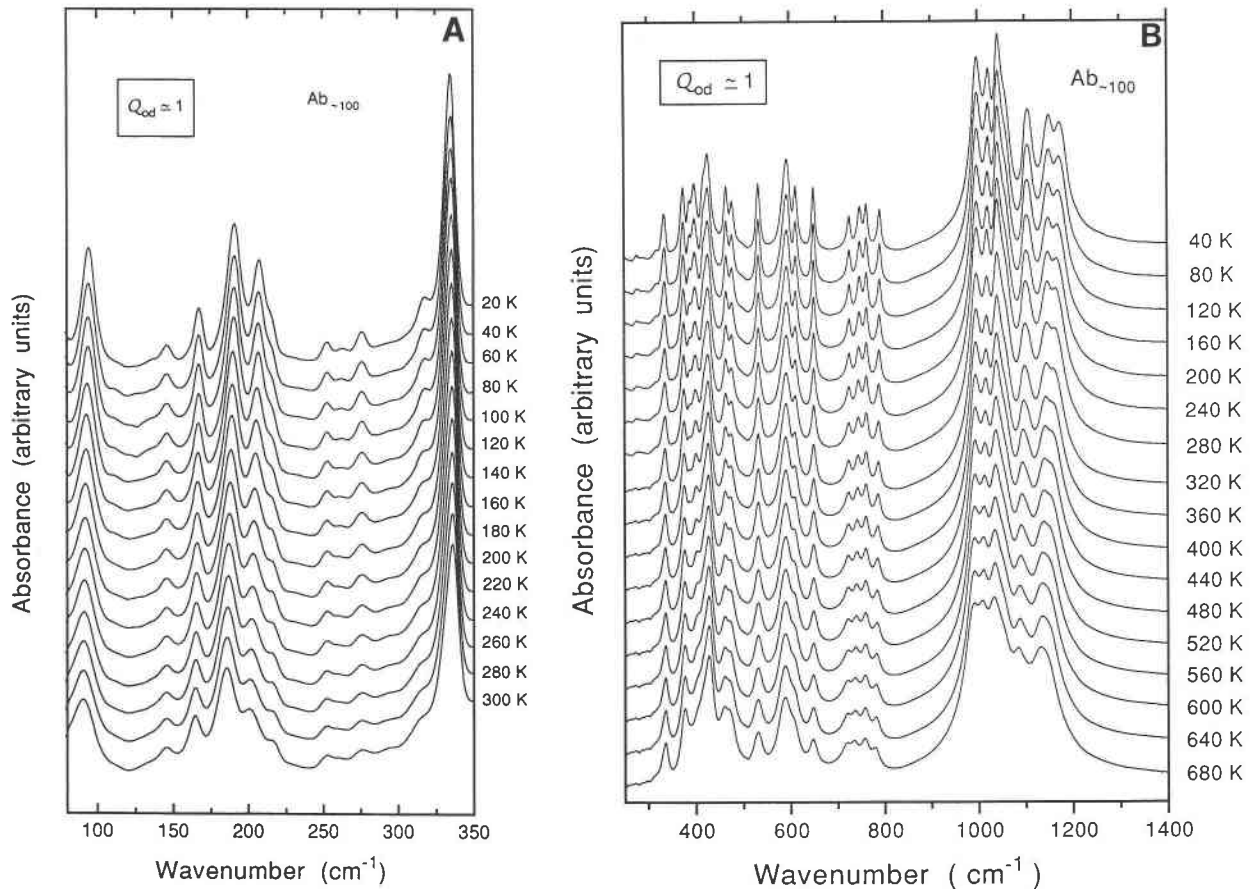 A
Q_od ≃ 1
Ab_~100
20 K
40 K
60 K
80 K
100 K
120 K
140 K
160 K
180 K
200 K
220 K
240 K
260 K
280 K
300 K
100 150 200 250 300 350
Wavenumber (cm⁻¹)
Absorbance (arbitrary units)
B
Q_od ≃ 1
Ab_~100
40 K
80 K
120 K
160 K
200 K
240 K
280 K
320 K
360 K
400 K
440 K
480 K
520 K
560 K
600 K
640 K
680 K
400 600 800 1000 1200 1400
Wavenumber ( cm⁻¹)
Absorbance (arbitrary units)